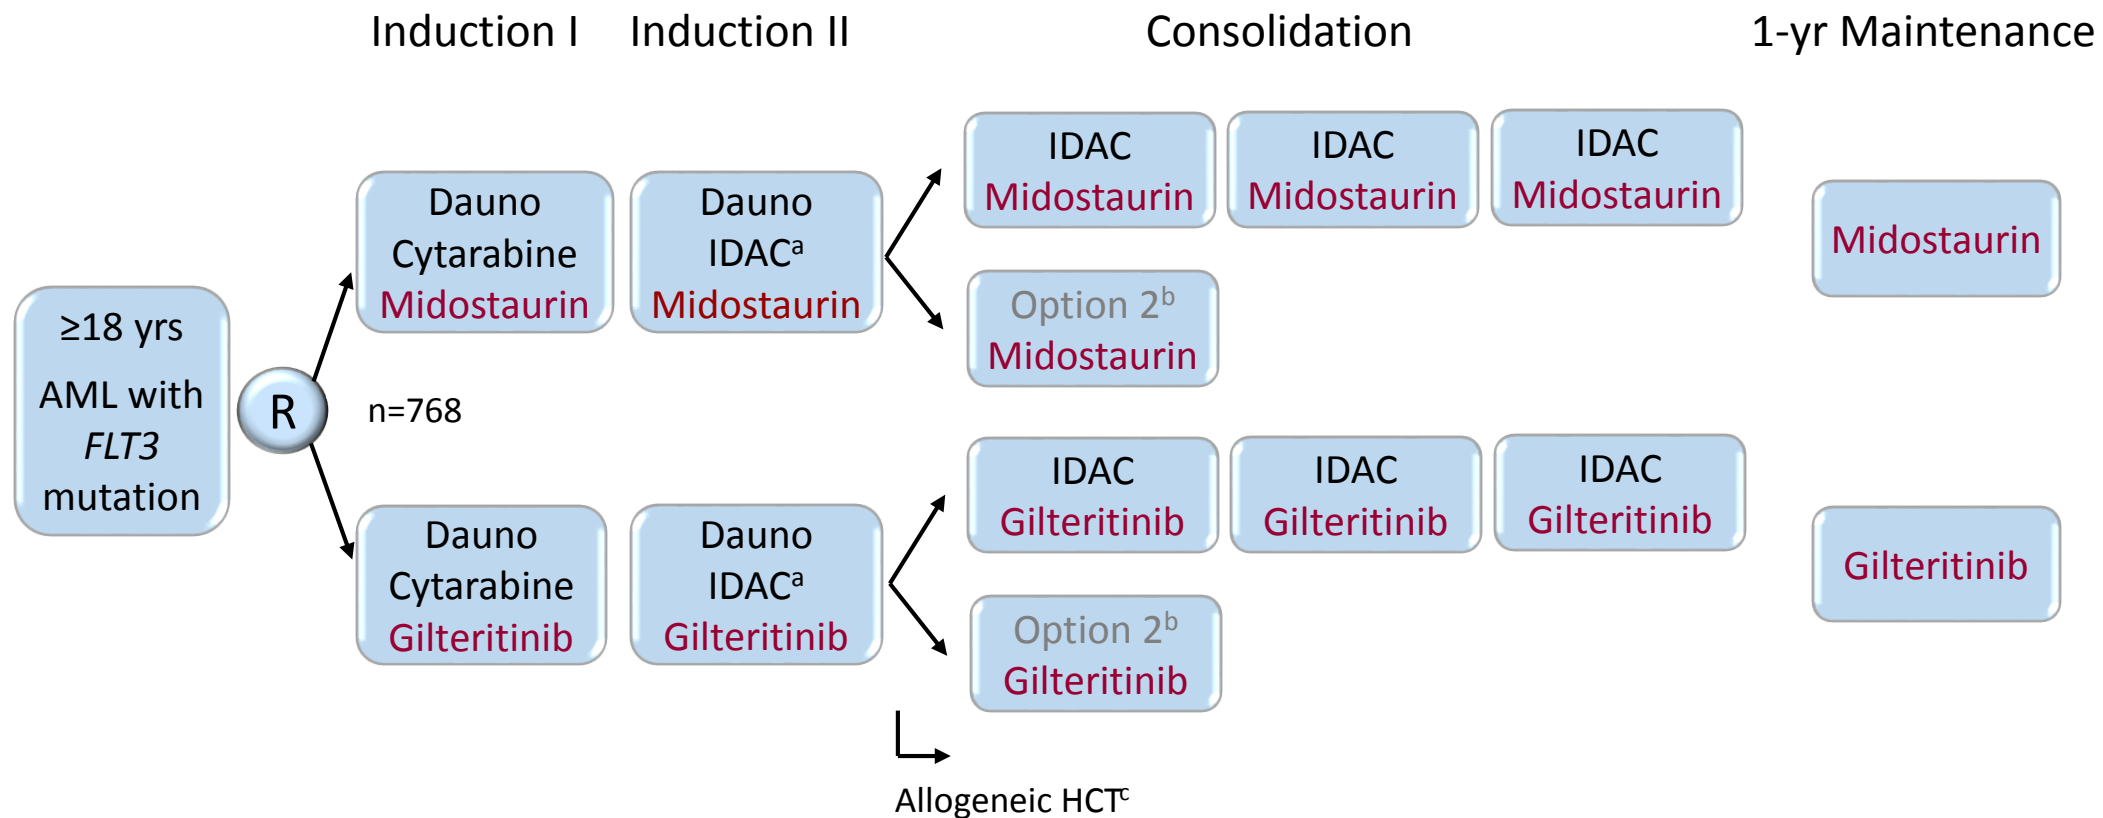 Induction I
Induction II
Consolidation
1-yr Maintenance
≥18 yrs
AML with
FLT3
mutation
R
n=768
Dauno
Cytarabine
Midostaurin
Dauno
IDACᵃ
Midostaurin
IDAC
Midostaurin
IDAC
Midostaurin
IDAC
Midostaurin
Option 2ᵇ
Midostaurin
Midostaurin
Dauno
Cytarabine
Gilteritinib
Dauno
IDACᵃ
Gilteritinib
IDAC
Gilteritinib
IDAC
Gilteritinib
IDAC
Gilteritinib
Option 2ᵇ
Gilteritinib
Gilteritinib
Allogeneic HCTᶜ